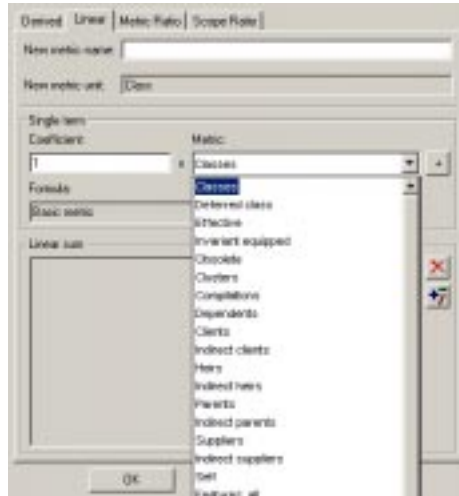 Derived Linear Metric Ratio Scope Ratio
New metric name:
New metric unit: Class
Single term
Coefficient: Metric:
1 x Classes +
Formula: Classes
Basic metric Deferred class
Effective
Linear sum Invariant equipped
Obsolete
Clusters
Compilations
Dependents
Clients
Indirect clients
Heirs
Indirect heirs
Parents
Indirect parents
Suppliers
Indirect suppliers
OK Self
Features, all